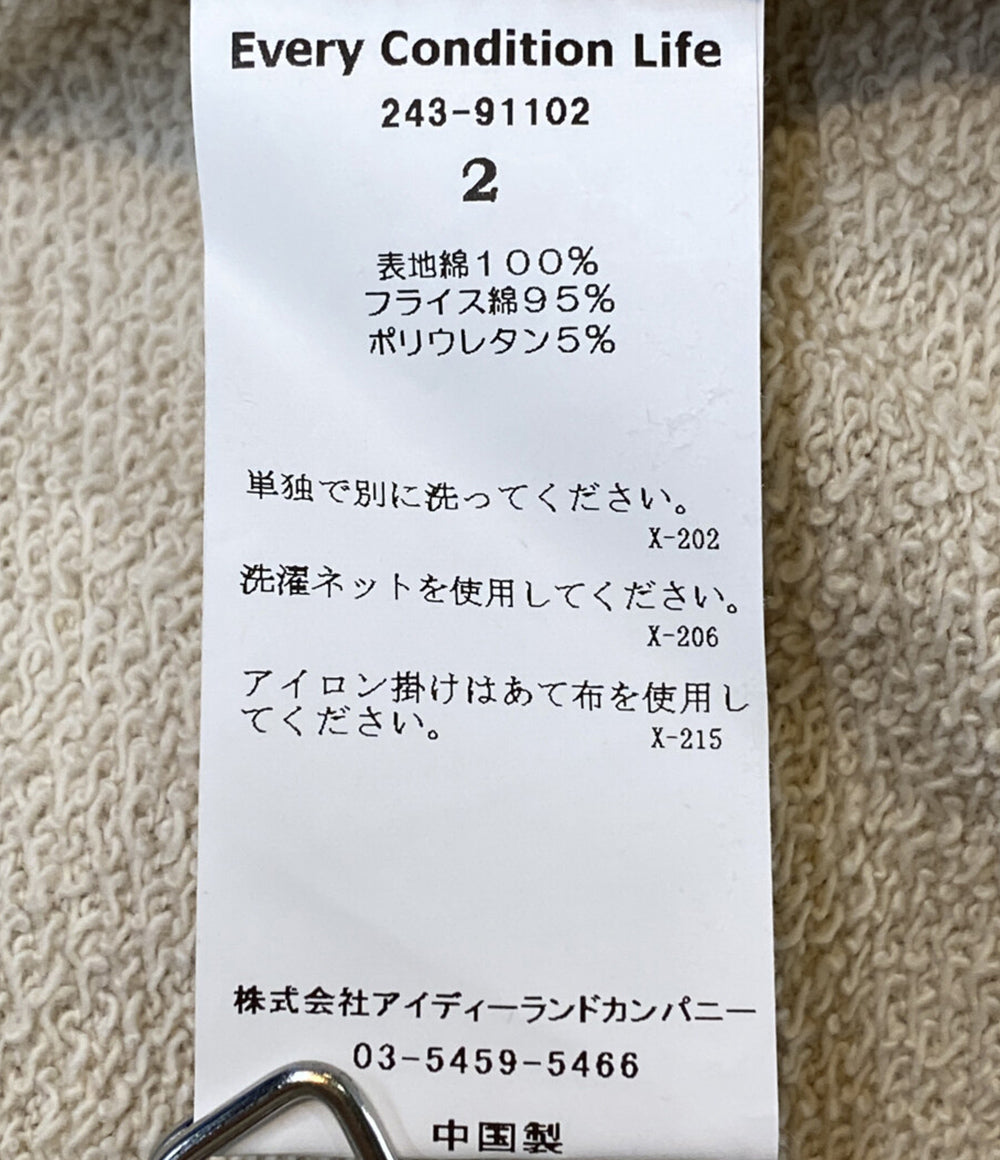 Every Condition Life
243-91102
2
表地綿１００％
フライス綿９５％
ポリウレタン５％
単独で別に洗ってください。
X-202
洗濯ネットを使用してください。
X-206
アイロン掛けはあて布を使用し
てください。
X-215
株式会社アイディーランドカンパニー
03-5459-5466
中国製